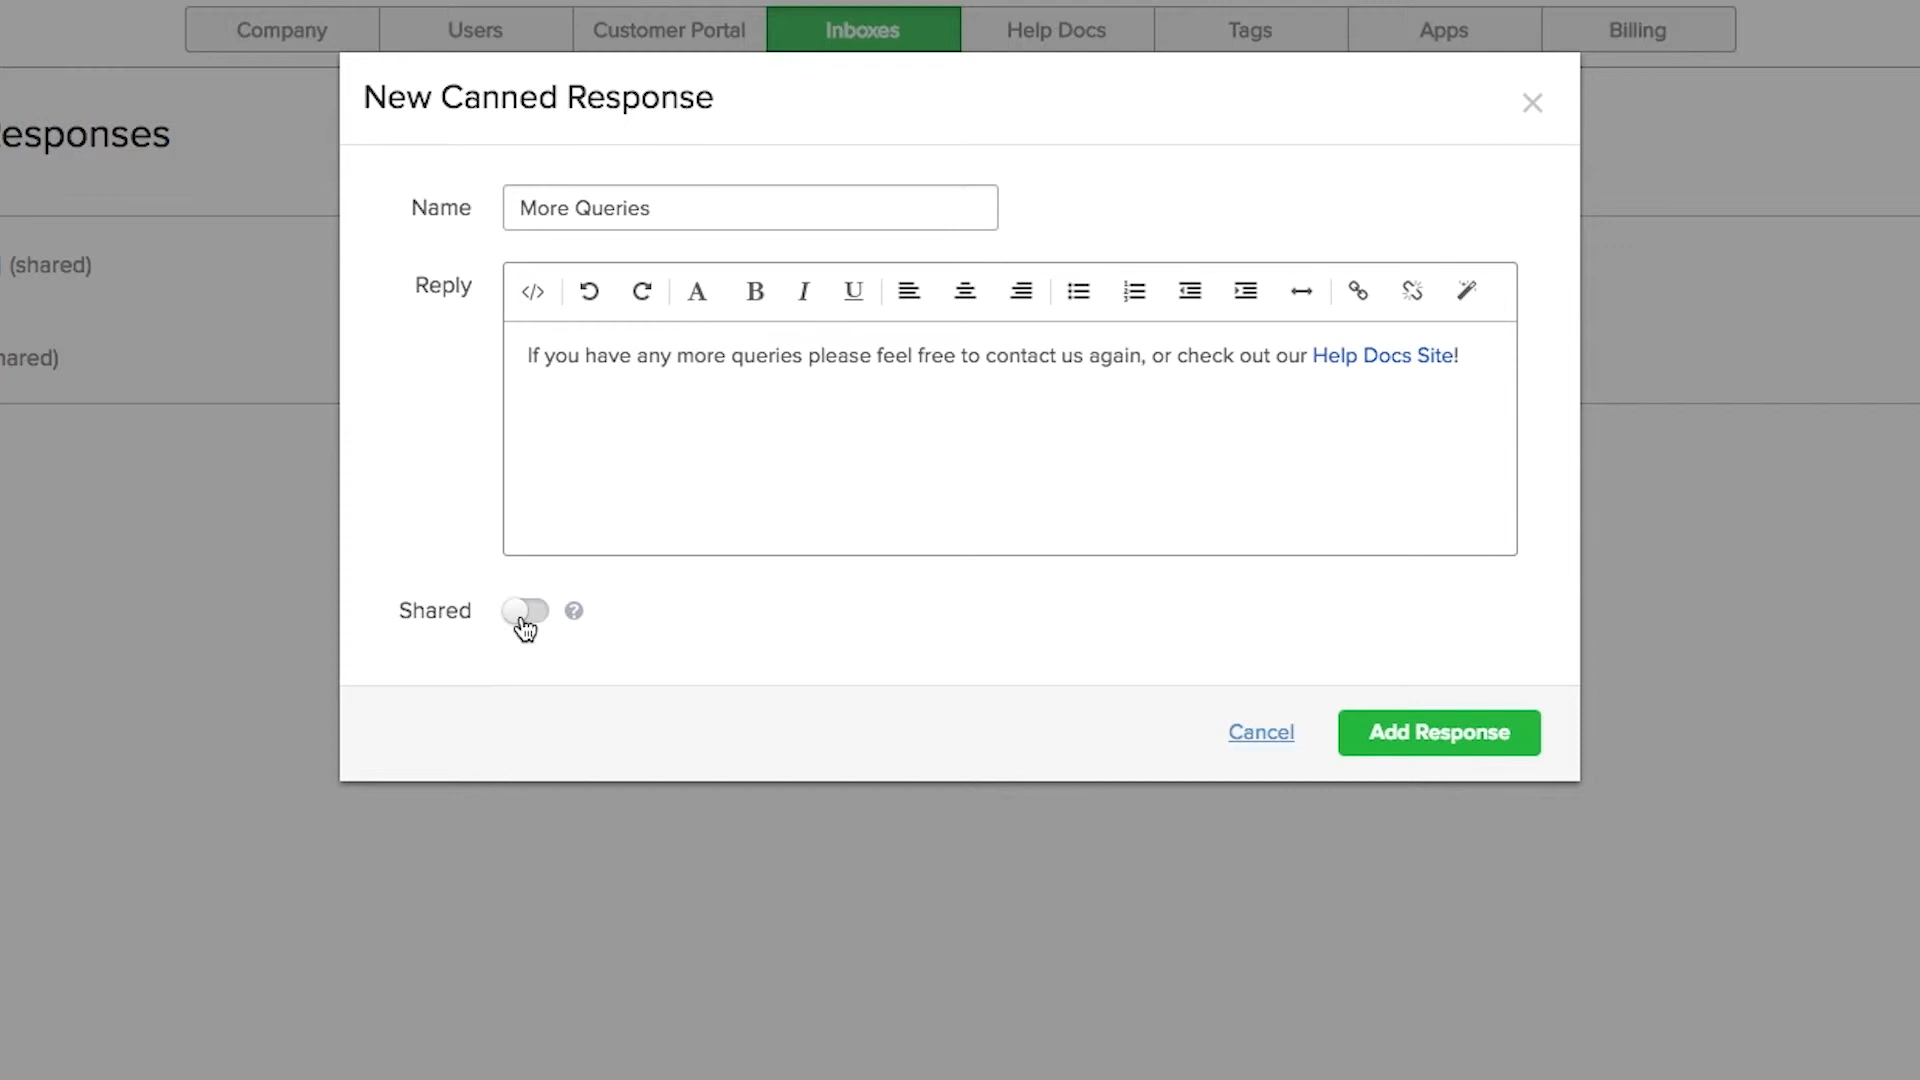 Company Users Customer Portal Inboxes Help Docs Tags Apps Billing
New Canned Response
esponses
Name More Queries
(shared)
Reply
If you have any more queries please feel free to contact us again, or check out our Help Docs Site!
hared)
Shared
Cancel Add Response